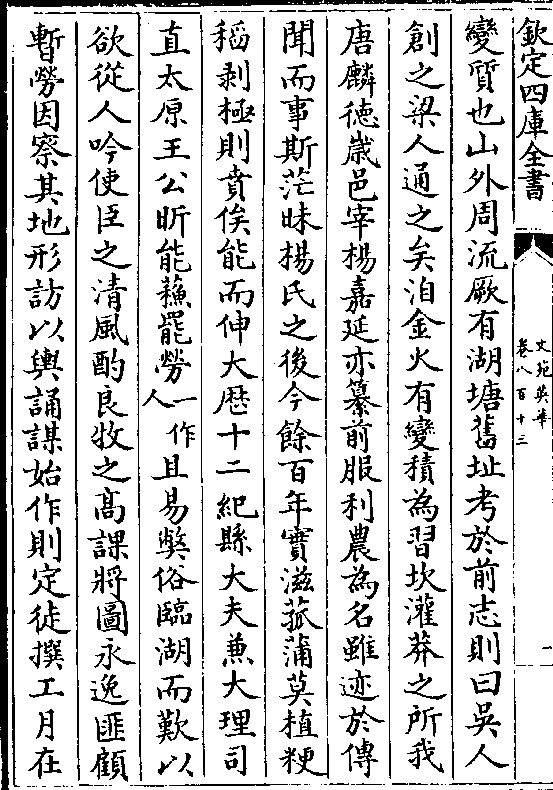 欽定四庫全書
文苑英華
卷八百十三
一
變質也山外周流厥有湖塘舊址考於前志則曰吳人
創之梁人通之矣洎金火有變積為習坎灌莽之所我
唐麟徳嵗邑宰楊嘉延亦纂前服利農為名雖迹於傳
聞而事斯茫昧楊氏之後今餘百年實滋菰蒲莫植粳
稻剥極則賁俟能而伸大厯十二紀縣大夫兼大理司
直太原王公昕能蘓罷勞一作人且易獘俗臨湖而歎以
欲從人吟使臣之清風酌良牧之髙課將圖永逸匪顧
暫勞因察其地形訪以輿誦謀始作則定徒撰工月在